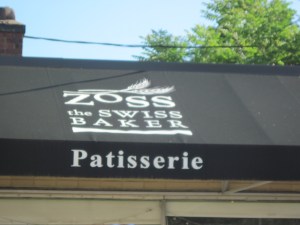 ZOSS
the SWISS
BAKER
Patisserie